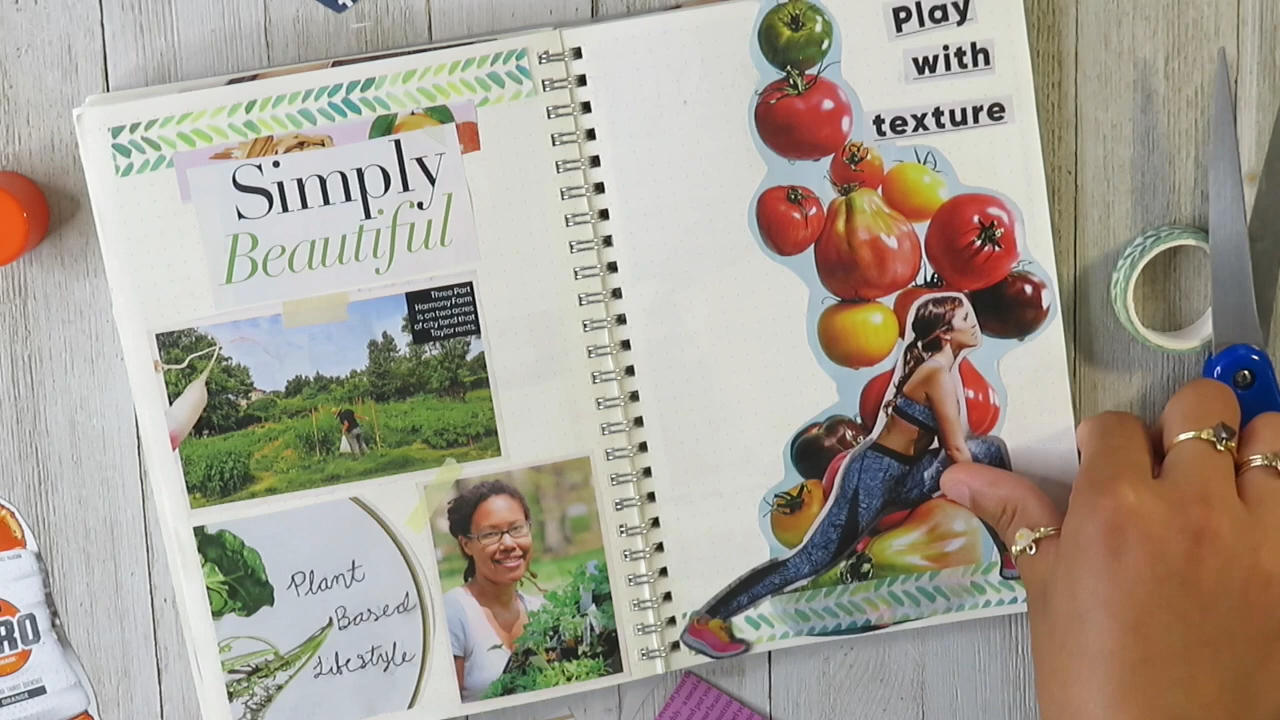 Simply
Beautiful
Three Part
Harmony Farm
is on two acres
of city land that
Taylor rents.
Plant
Based
Lifestyle
Play
with
texture
RO
ORANGE